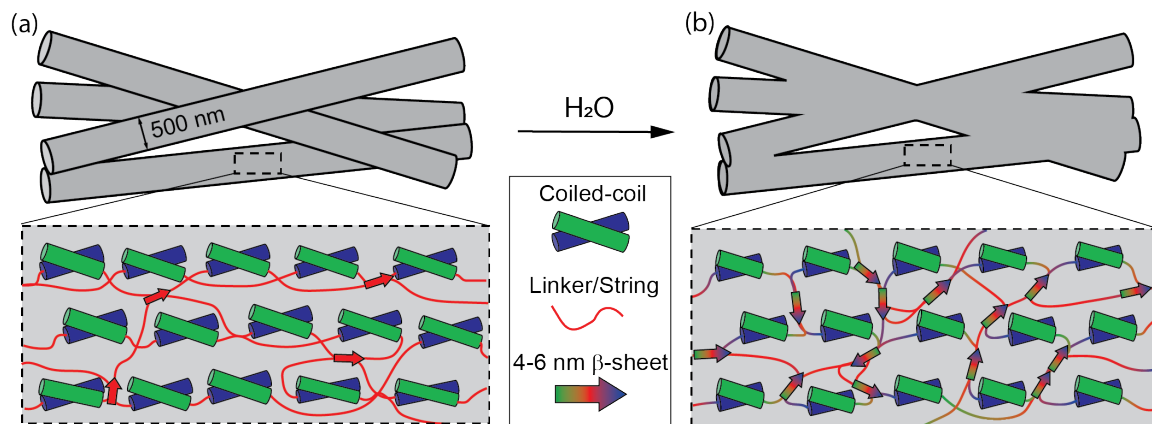 (a)
500 nm
H₂O
(b)
Coiled-coil
Linker/String
4-6 nm β-sheet